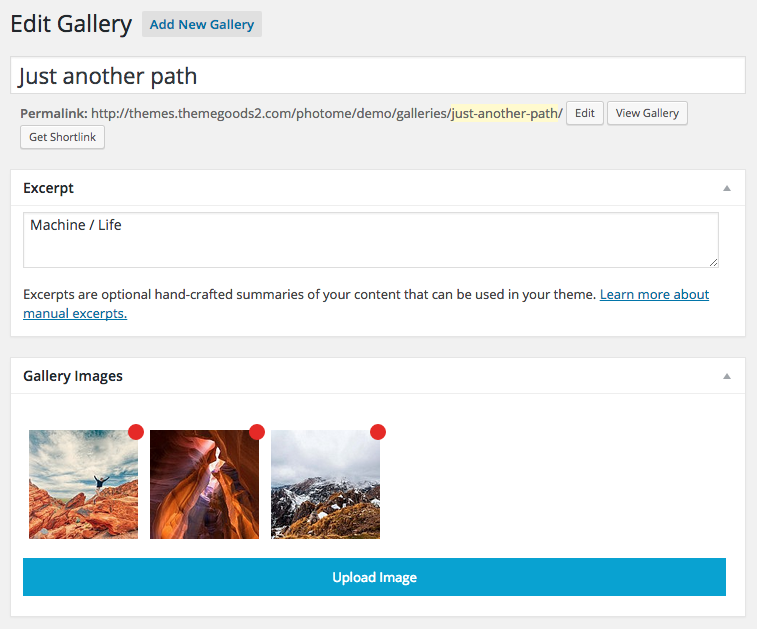 Edit Gallery Add New Gallery
Just another path
Permalink: http://themes.themegoods2.com/photome/demo/galleries/just-another-path/ Edit View Gallery
Get Shortlink
Excerpt
Machine / Life
Excerpts are optional hand-crafted summaries of your content that can be used in your theme. Learn more about
manual excerpts.
Gallery Images
Upload Image